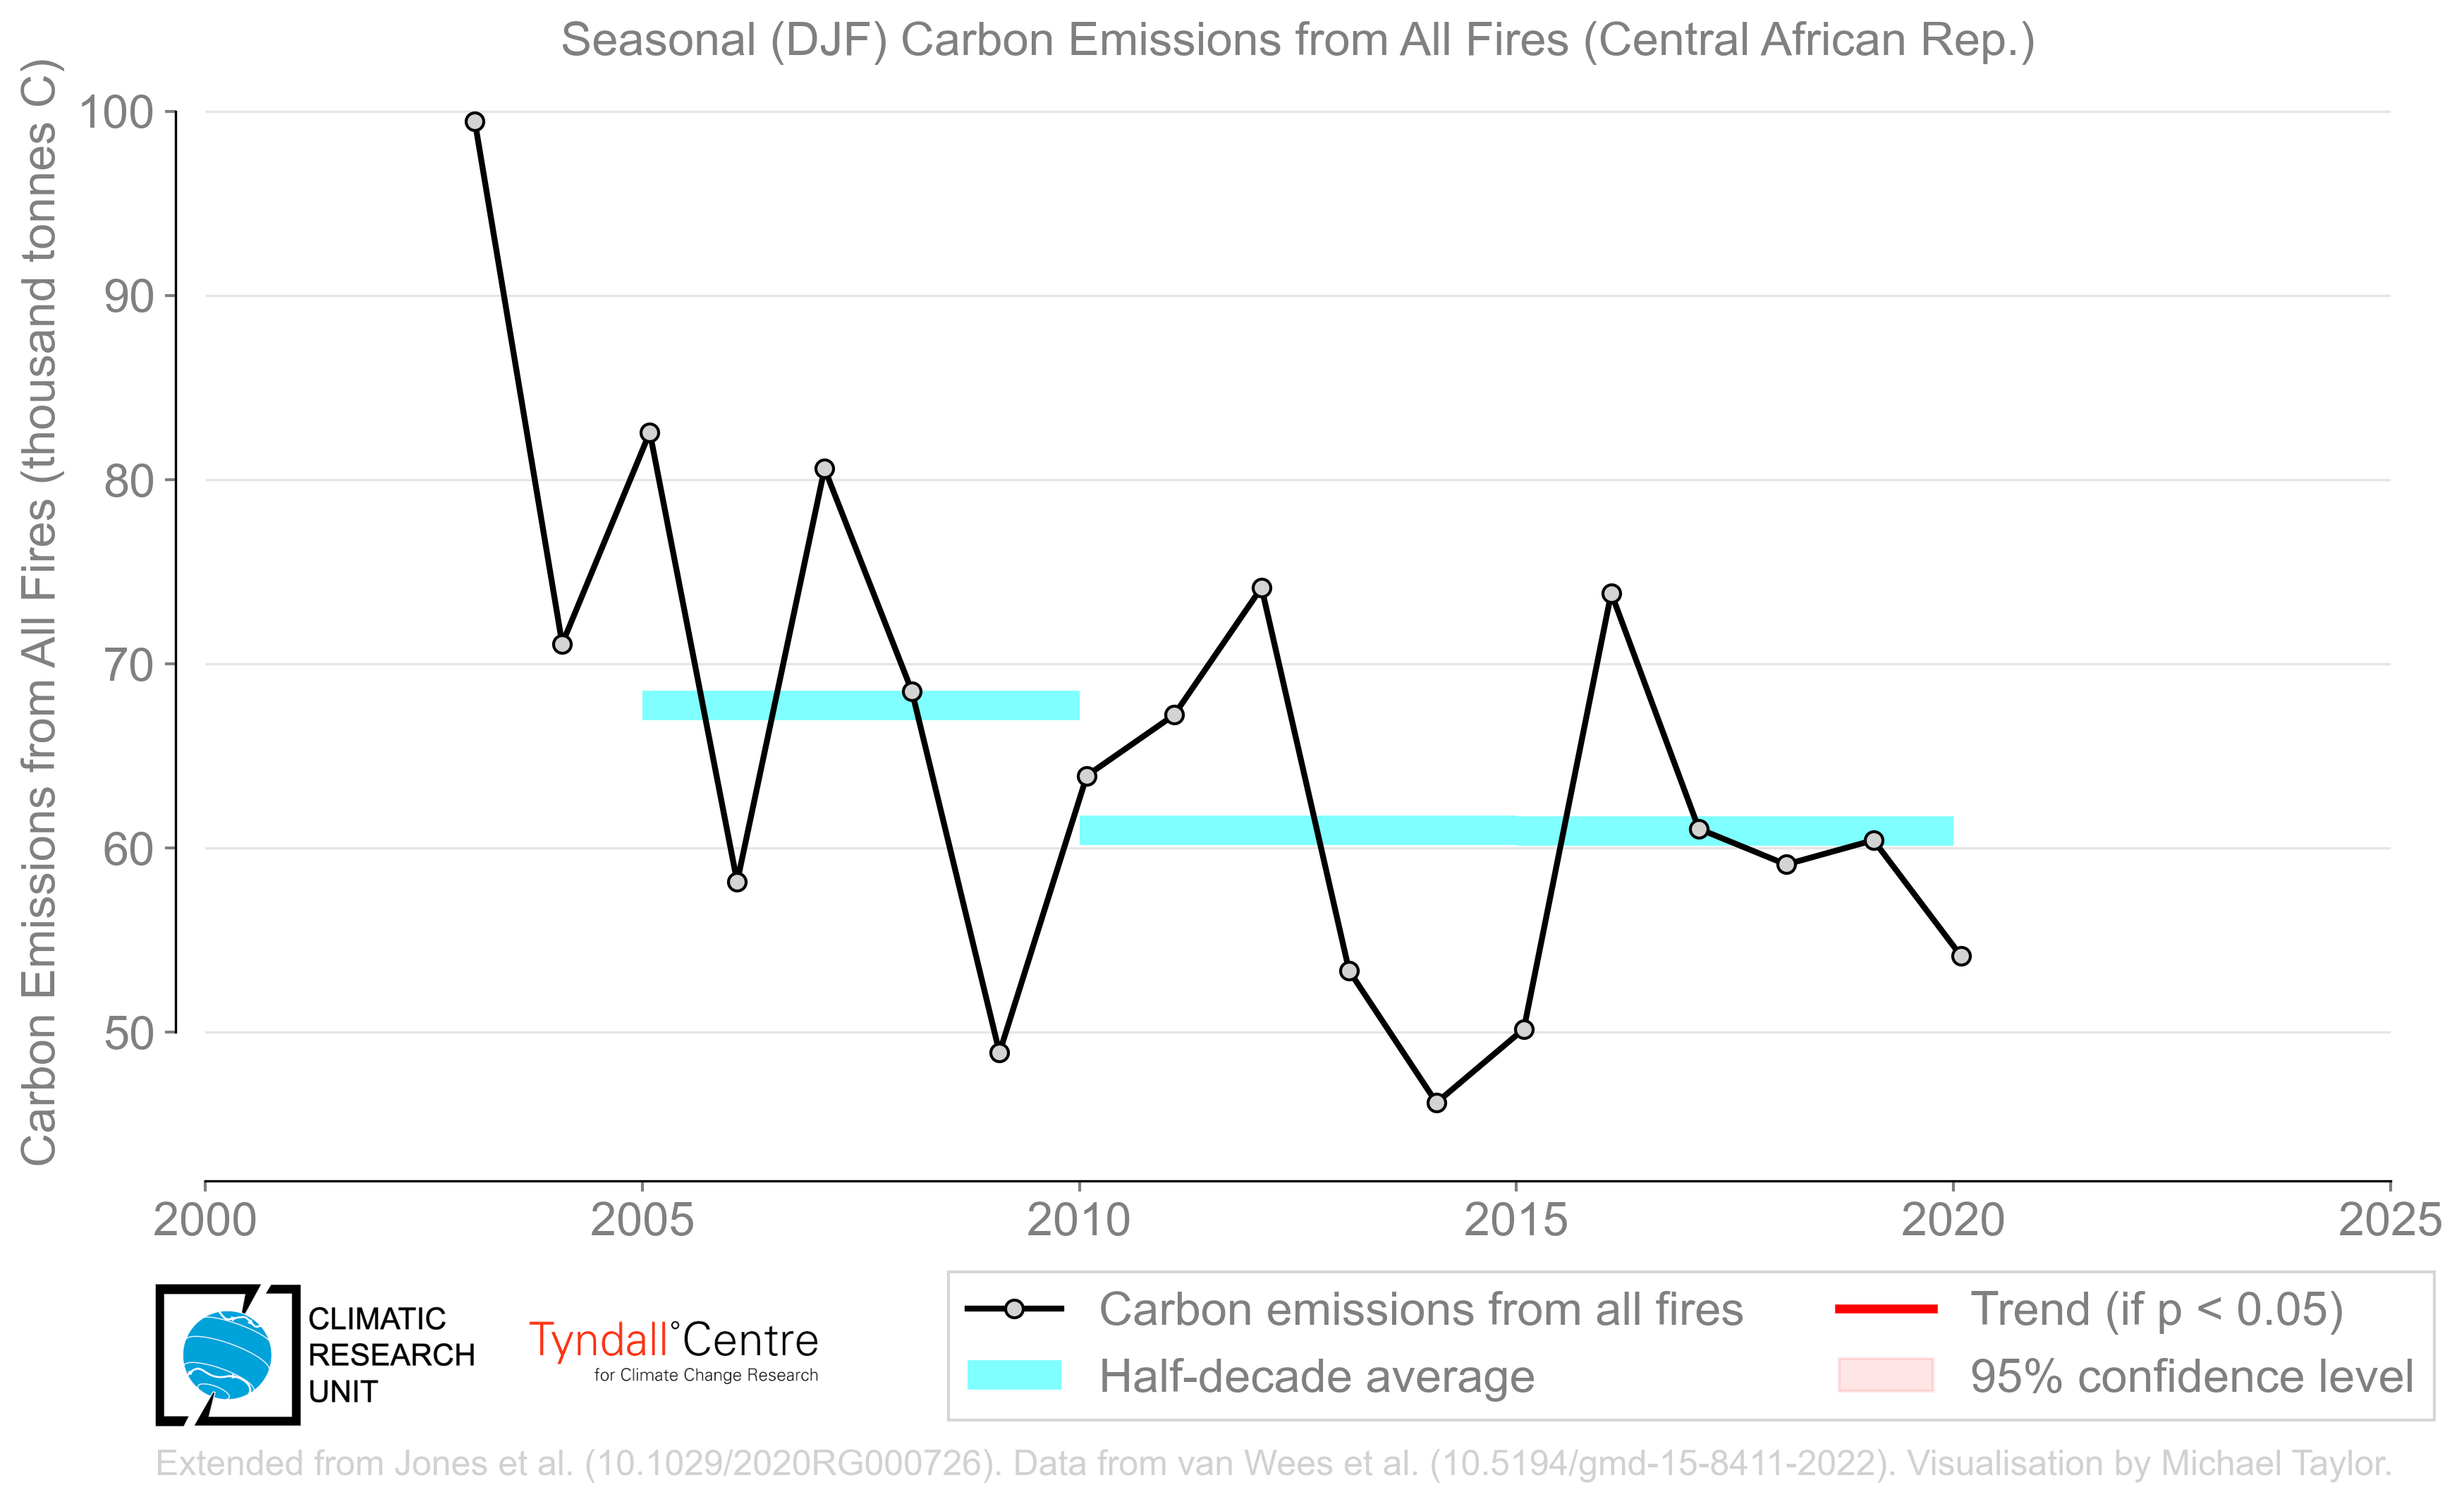 Seasonal (DJF) Carbon Emissions from All Fires (Central African Rep.)
Carbon Emissions from All Fires (thousand tonnes C)
100
90
80
70
60
50
2000
2005
2010
2015
2020
2025
CLIMATIC
RESEARCH
UNIT
Tyndall°Centre
for Climate Change Research
Carbon emissions from all fires
Half-decade average
Trend (if p < 0.05)
95% confidence level
Extended from Jones et al. (10.1029/2020RG000726). Data from van Wees et al. (10.5194/gmd-15-8411-2022). Visualisation by Michael Taylor.